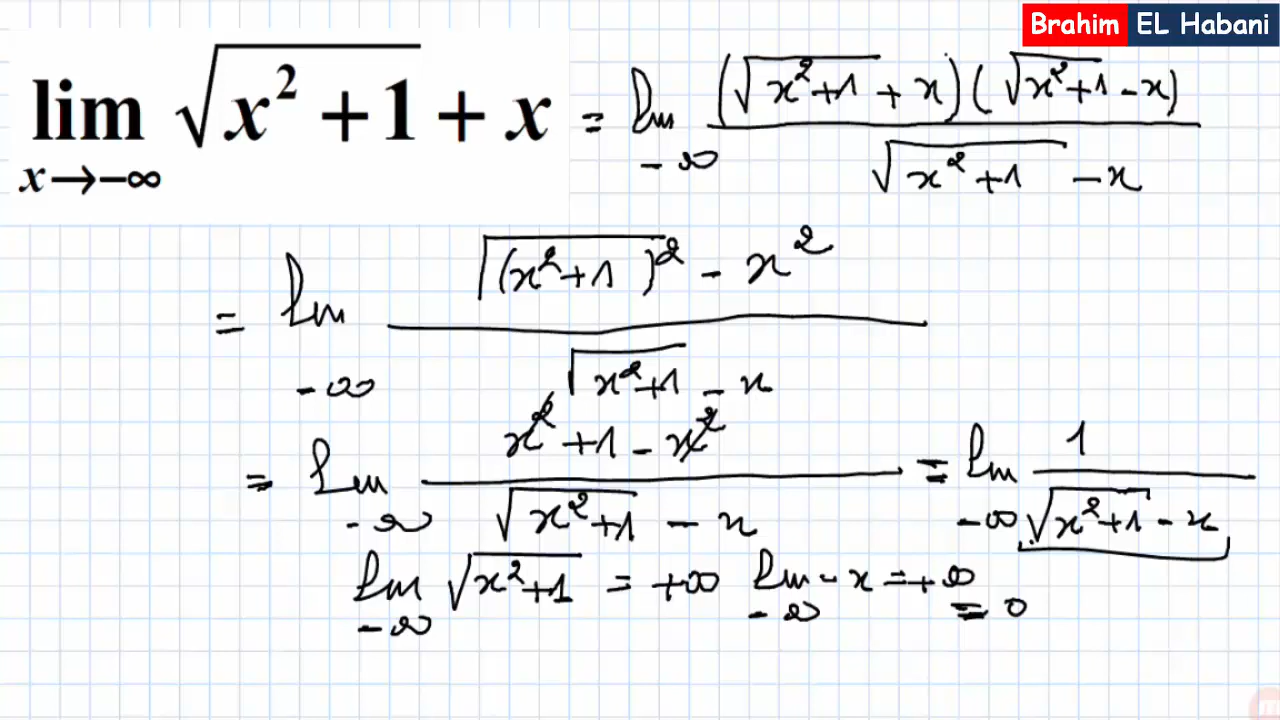 Brahim EL Habani
lim √(x² + 1) + x = lim (√(x²+1) + x)(√(x²+1) - x) / (√(x²+1) - x)
x→-∞ -∞
= lim (√(x²+1)² - x²) / (√(x²+1) - x)
-∞
= lim (x² + 1 - x²) / (√(x²+1) - x) = lim 1 / (√(x²+1) - x)
-∞ -∞
lim √(x²+1) = +∞ lim - x = +∞
-∞ -∞ = 0